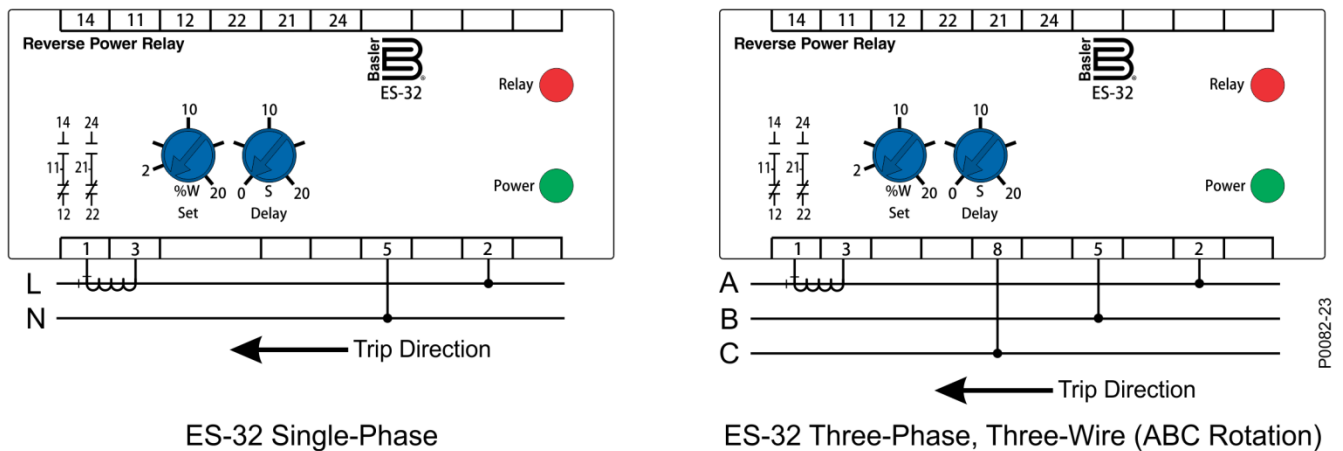 14 11 12 22 21 24
Reverse Power Relay
Basler
B
®
ES-32
Relay
10 10
14 24
11 21
2
%W 20 0 S 20
Power
12 22
Set Delay
1 3 5 2
L
N
Trip Direction
ES-32 Single-Phase
14 11 12 22 21 24
Reverse Power Relay
Basler
B
®
ES-32
Relay
10 10
14 24
11 21
2
%W 20 0 S 20
Power
12 22
Set Delay
1 3 8 5 2
A
B
C
Trip Direction
P0082-23
ES-32 Three-Phase, Three-Wire (ABC Rotation)